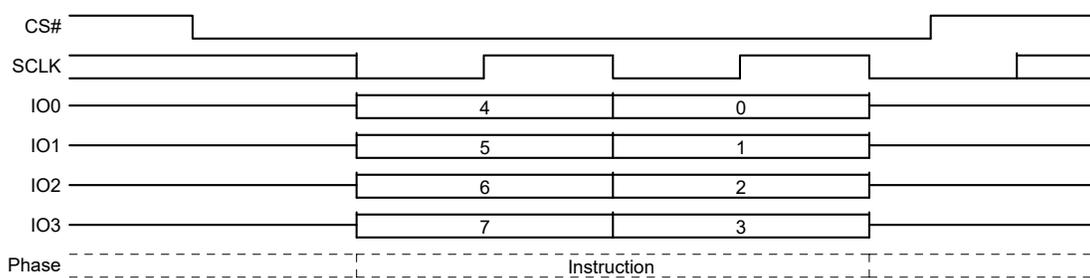 CS#
SCLK
IO0 4 0
IO1 5 1
IO2 6 2
IO3 7 3
Phase Instruction